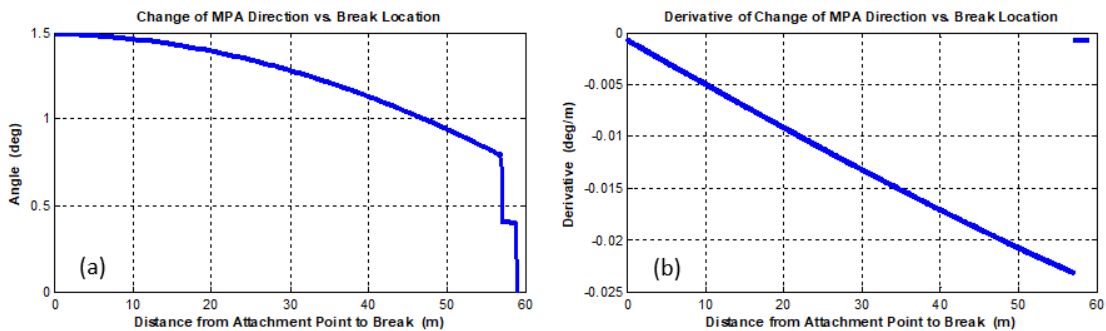 Change of MPA Direction vs. Break Location
1.5
1
0.5
0
Angle (deg)
(a)
0 10 20 30 40 50 60
Distance from Attachment Point to Break (m)
Derivative of Change of MPA Direction vs. Break Location
0
-0.005
-0.01
-0.015
-0.02
-0.025
Derivative (deg/m)
(b)
0 10 20 30 40 50 60
Distance from Attachment Point to Break (m)